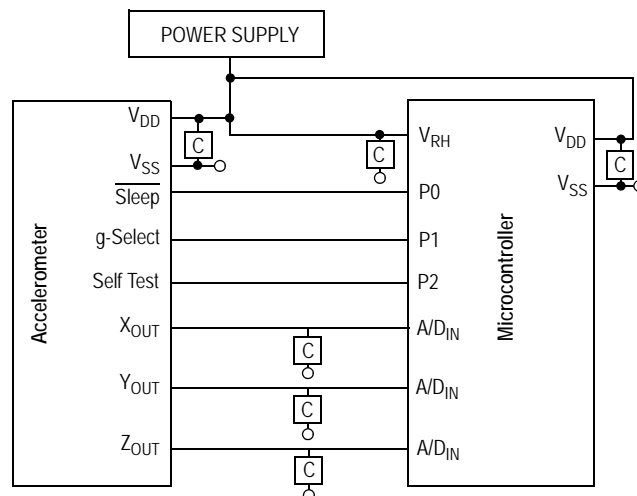 POWER SUPPLY
Accelerometer
V_DD
V_SS
Sleep
g-Select
Self Test
X_OUT
Y_OUT
Z_OUT
C
C
C
C
C
Microcontroller
V_RH
P0
P1
P2
A/D_IN
A/D_IN
A/D_IN
V_DD
V_SS
C